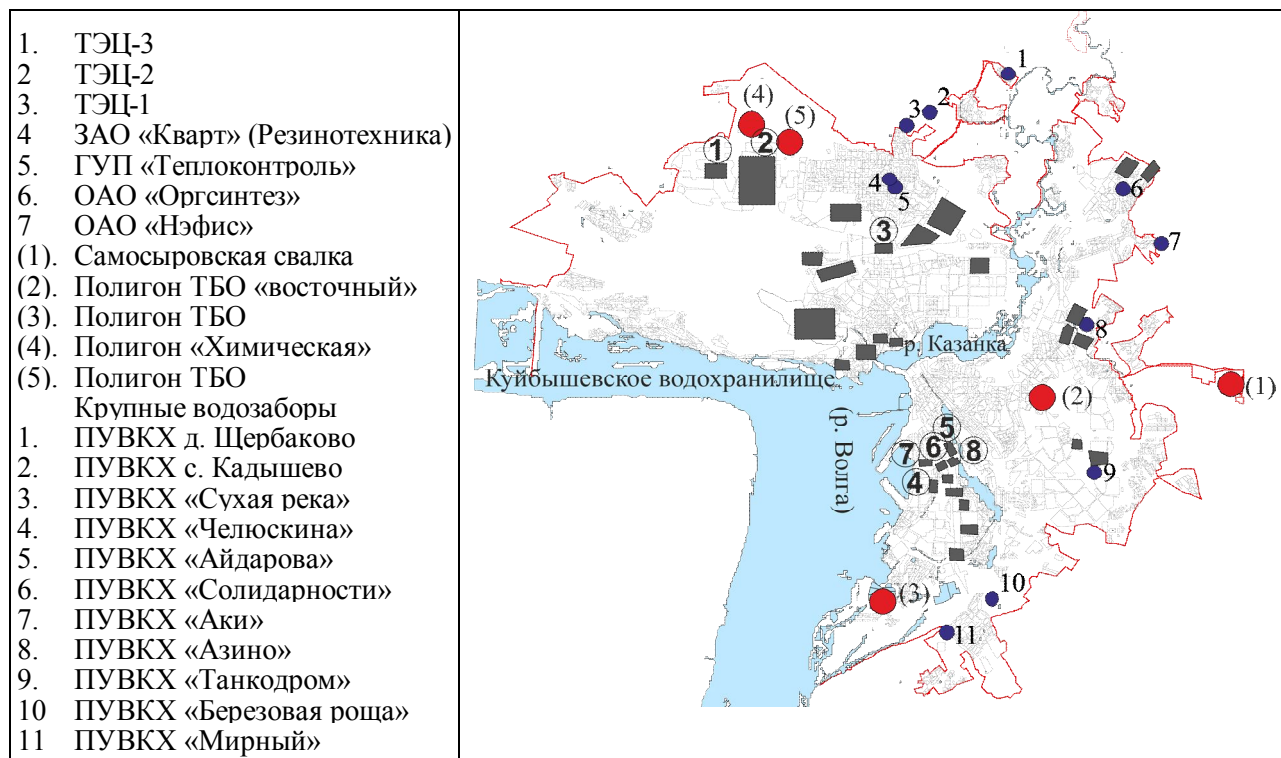 1. ТЭЦ-3
2 ТЭЦ-2
3. ТЭЦ-1
4 ЗАО «Кварт» (Резинотехника)
5 ГУП «Теплоконтроль»
6 ОАО «Оргсинтез»
7 ОАО «Нэфис»
(1). Самосыровская свалка
(2). Полигон ТБО «восточный»
(3). Полигон ТБО
(4). Полигон «Химическая»
(5). Полигон ТБО
Крупные водозаборы
1. ПУВКХ д. Щербаково
2 ПУВКХ с. Кадышево
3. ПУВКХ «Сухая река»
4. ПУВКХ «Челюскина»
5 ПУВКХ «Айдарова»
6 ПУВКХ «Солидарности»
7. ПУВКХ «Аки»
8. ПУВКХ «Азино»
9. ПУВКХ «Танкодром»
10 ПУВКХ «Березовая роща»
11 ПУВКХ «Мирный»
1
2
3
(4)
(5)
1
2
4
5
6
3
7
8
р. Казанка
Куйбышевское водохранилище
(р. Волга)
(1)
(2)
5
6
7
8
4
9
(3)
10
11